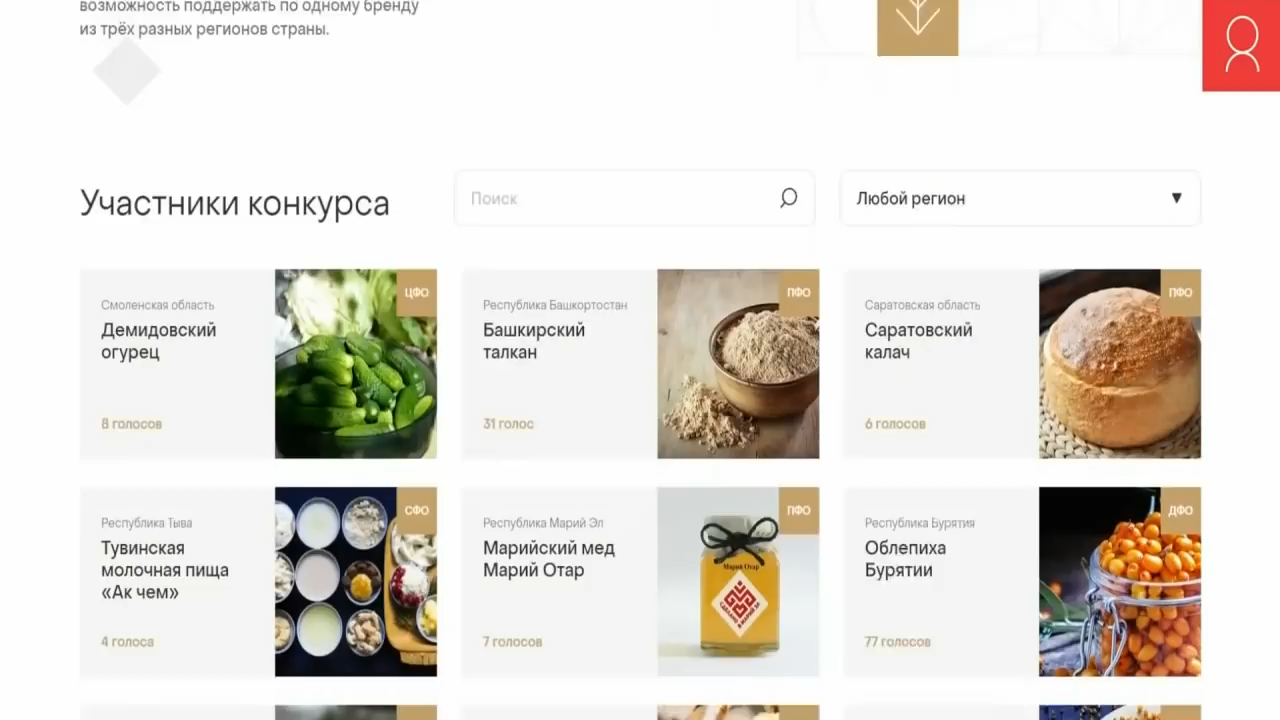 возможность поддержать по одному бренду
из трёх разных регионов страны.
Участники конкурса
Поиск
Любой регион
Смоленская область
Демидовский
огурец
8 голосов
ЦФО
Республика Башкортостан
Башкирский
талкан
31 голос
ПФО
Саратовская область
Саратовский
калач
6 голосов
ПФО
Республика Тыва
Тувинская
молочная пища
«Ак чем»
4 голоса
СФО
Республика Марий Эл
Марийский мед
Марий Отар
7 голосов
ПФО
Марий Отар
Республика Бурятия
Облепиха
Бурятии
77 голосов
ДФО